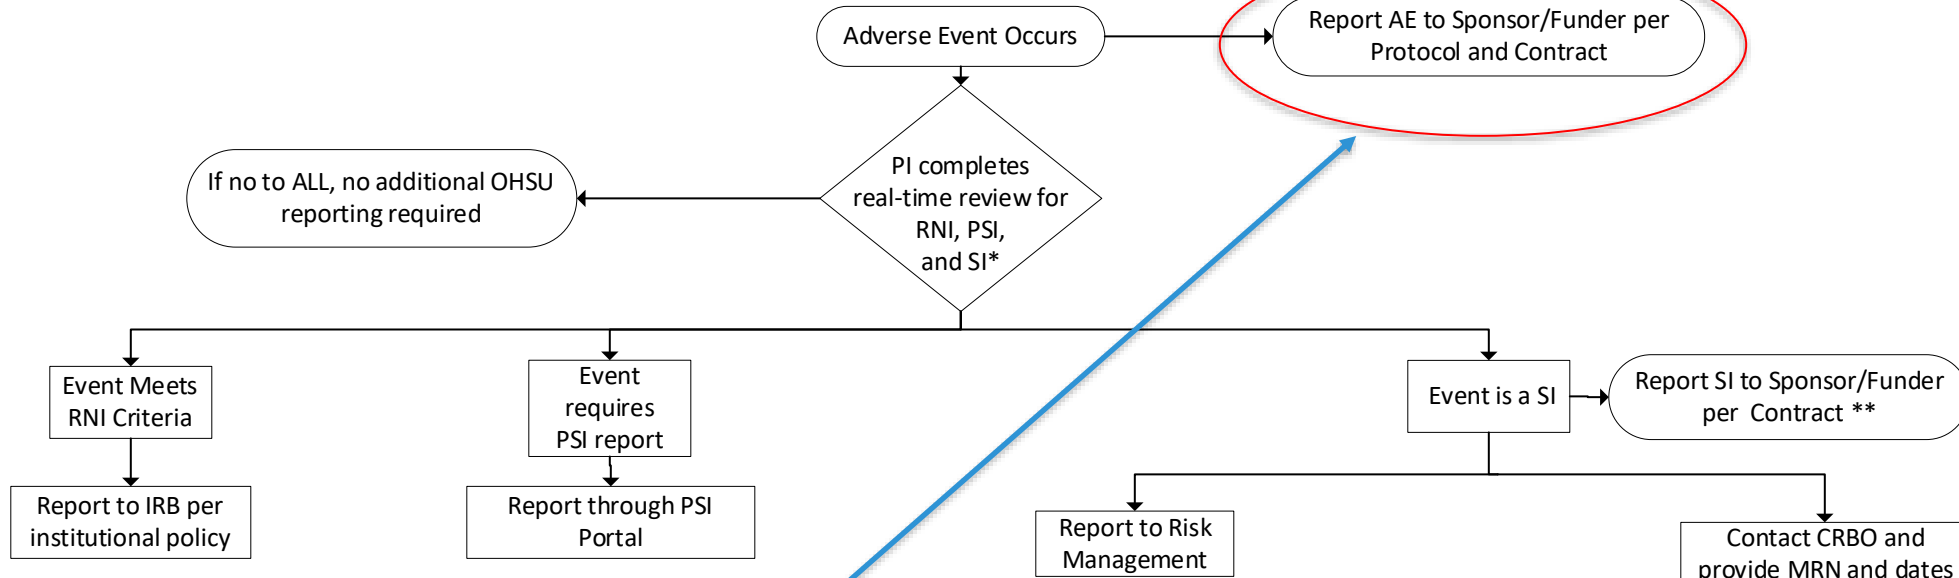 Adverse Event Occurs
Report AE to Sponsor/Funder per
Protocol and Contract
If no to ALL, no additional OHSU
reporting required
PI completes
real-time review for
RNI, PSI,
and SI*
Event Meets
RNI Criteria
Event
requires
PSI report
Event is a SI
Report SI to Sponsor/Funder
per Contract **
Report to IRB per
institutional policy
Report through PSI
Portal
Report to Risk
Management
Contact CRBO and
provide MRN and dates